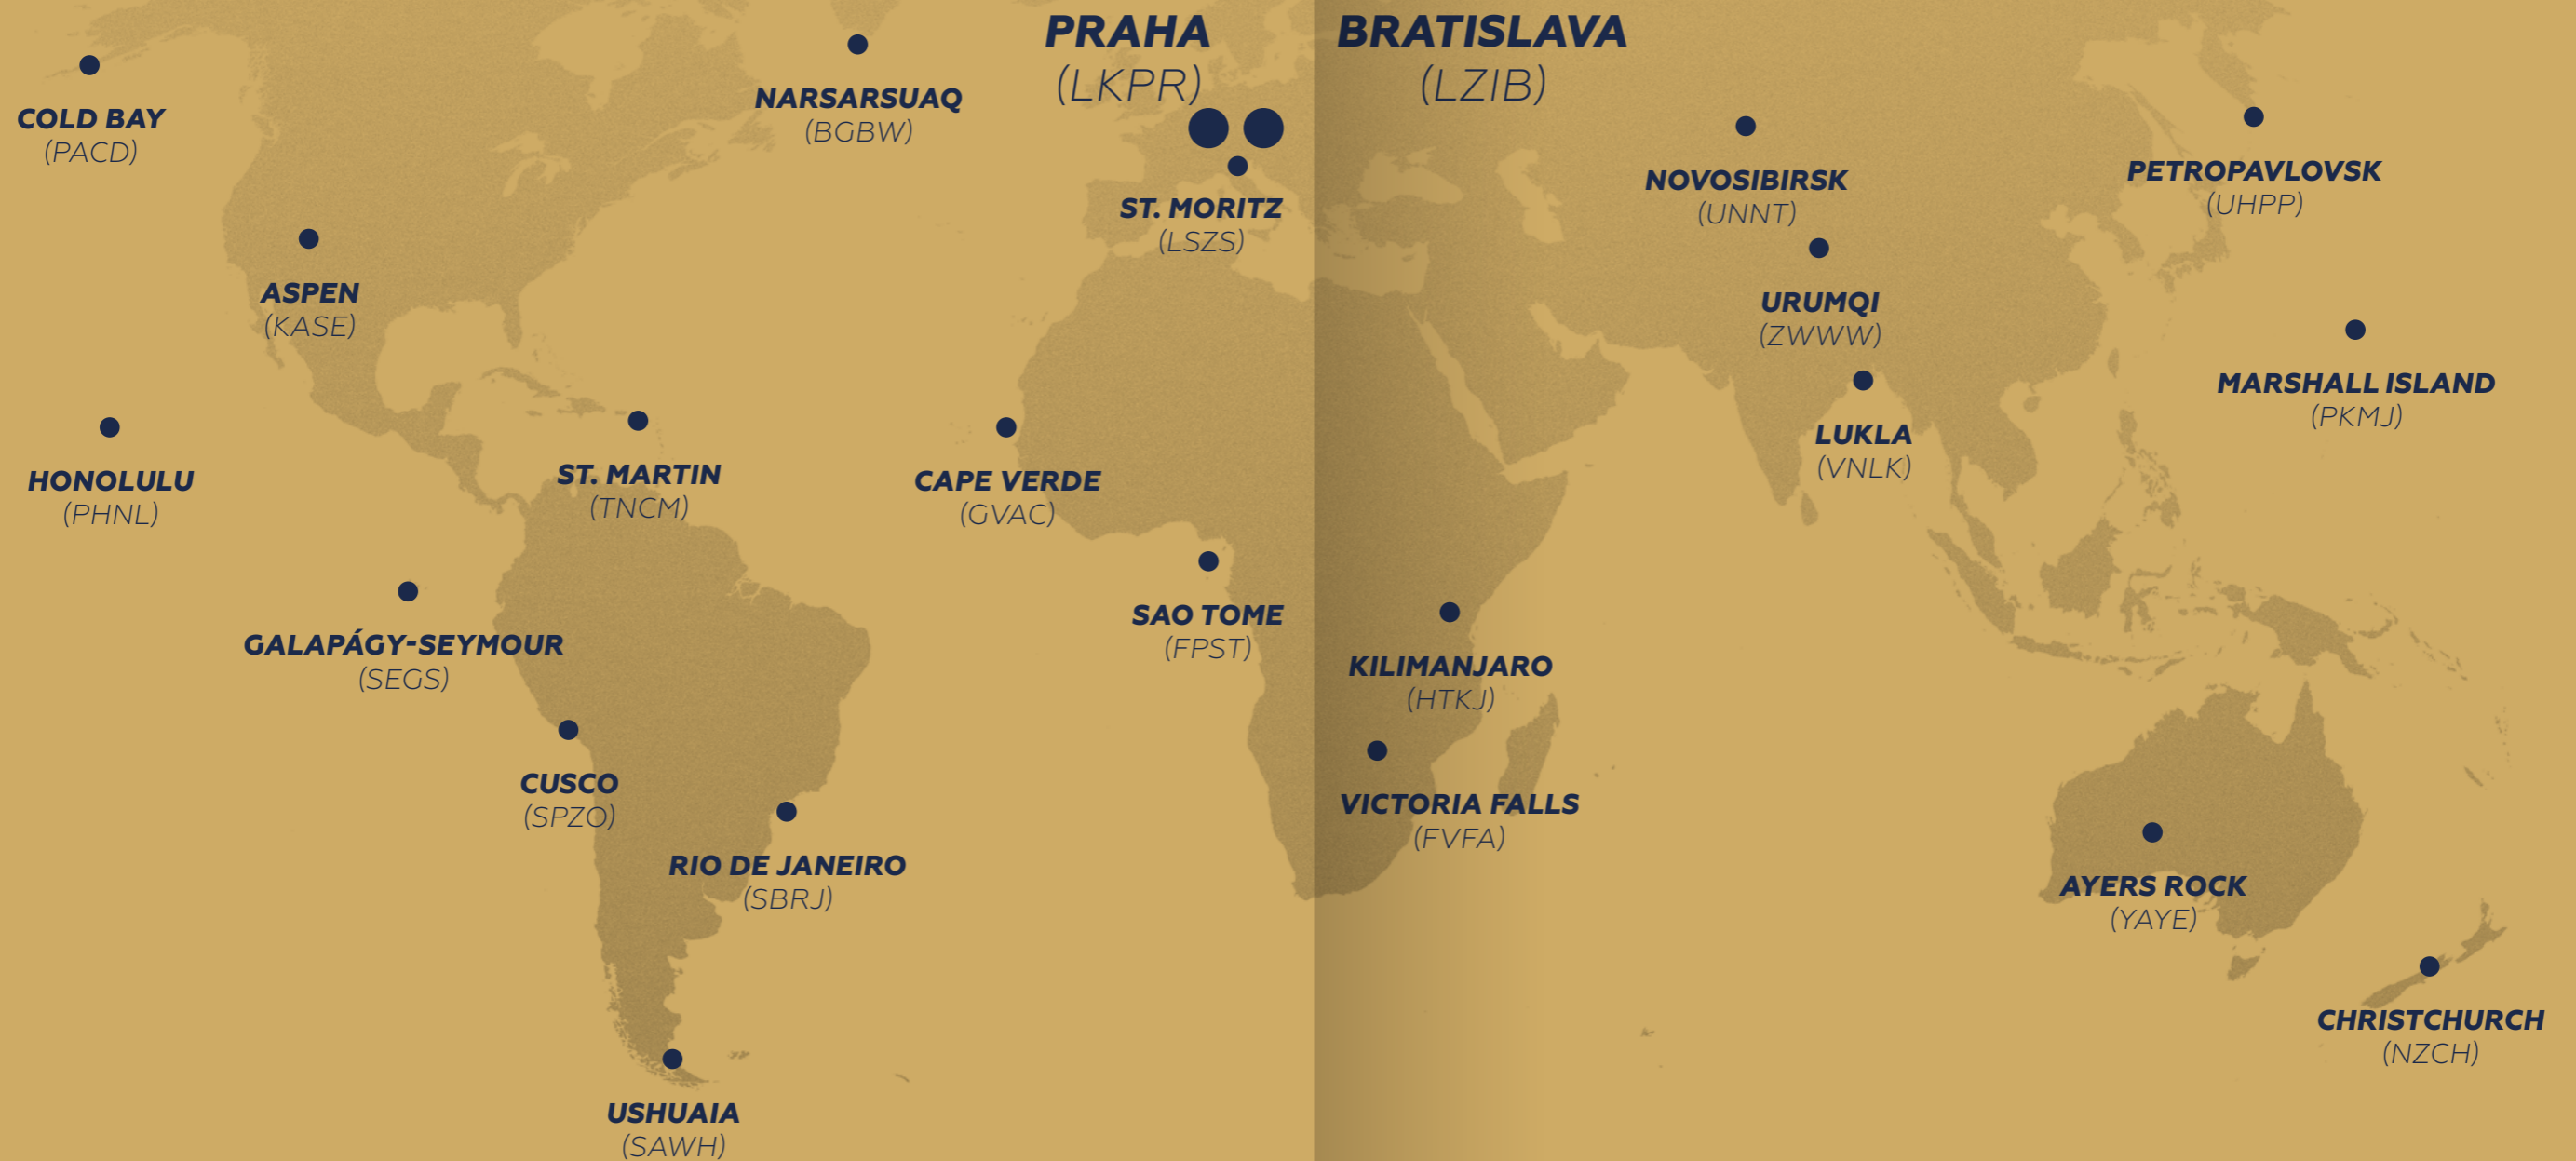 PRAHA
(LKPR)
BRATISLAVA
(LZIB)
COLD BAY
(PACD)
NARSARSUAQ
(BGBW)
ST. MORITZ
(LSZS)
NOVOSIBIRSK
(UNNT)
PETROPAVLOVSK
(UHPP)
ASPEN
(KASE)
URUMQI
(ZWWW)
MARSHALL ISLAND
(PKMJ)
LUKLA
(VNLK)
HONOLULU
(PHNL)
ST. MARTIN
(TNCM)
CAPE VERDE
(GVAC)
SAO TOME
(FPST)
GALAPÁGY-SEYMOUR
(SEGS)
KILIMANJARO
(HTKJ)
CUSCO
(SPZO)
VICTORIA FALLS
(FVFA)
RIO DE JANEIRO
(SBRJ)
AYERS ROCK
(YAYE)
CHRISTCHURCH
(NZCH)
USHUAIA
(SAWH)